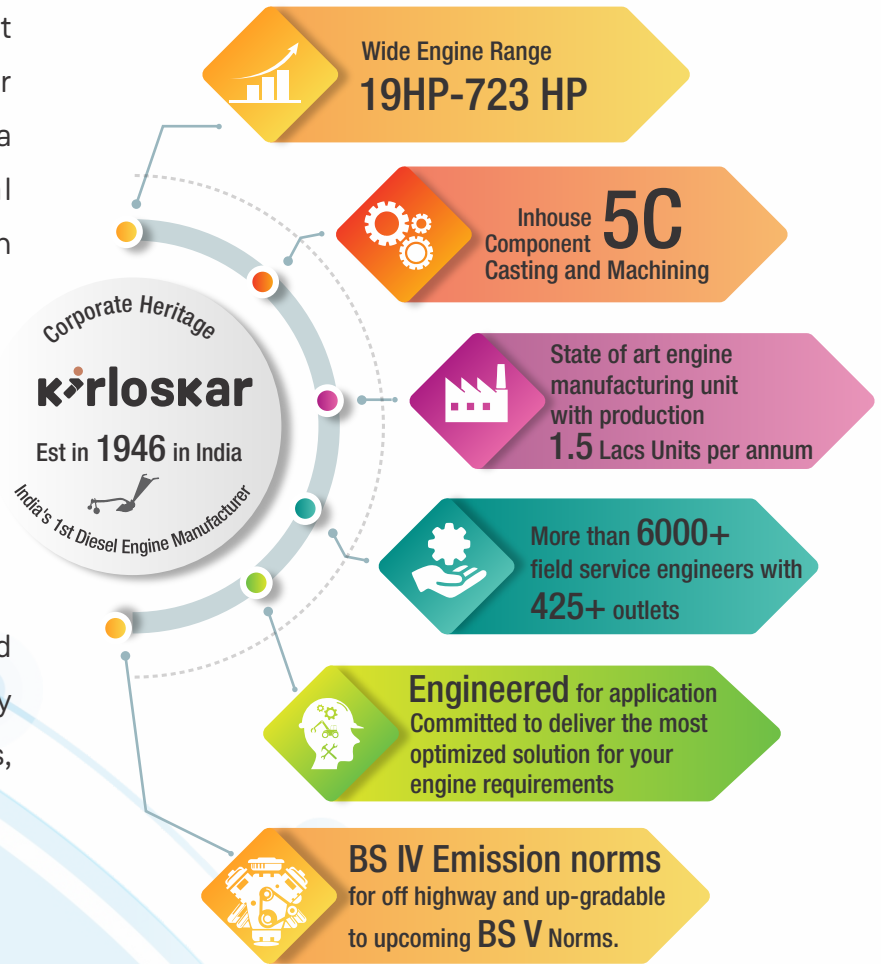 t
r
a
l
n
d
y
s,
Corporate Heritage
kirloskar
Est in 1946 in India
India's 1st Diesel Engine Manufacturer
Wide Engine Range
19HP-723 HP
Inhouse 5C
Component
Casting and Machining
State of art engine
manufacturing unit
with production
1.5 Lacs Units per annum
More than 6000+
field service engineers with
425+ outlets
Engineered for application
Committed to deliver the most
optimized solution for your
engine requirements
BS IV Emission norms
for off highway and up-gradable
to upcoming BS V Norms.